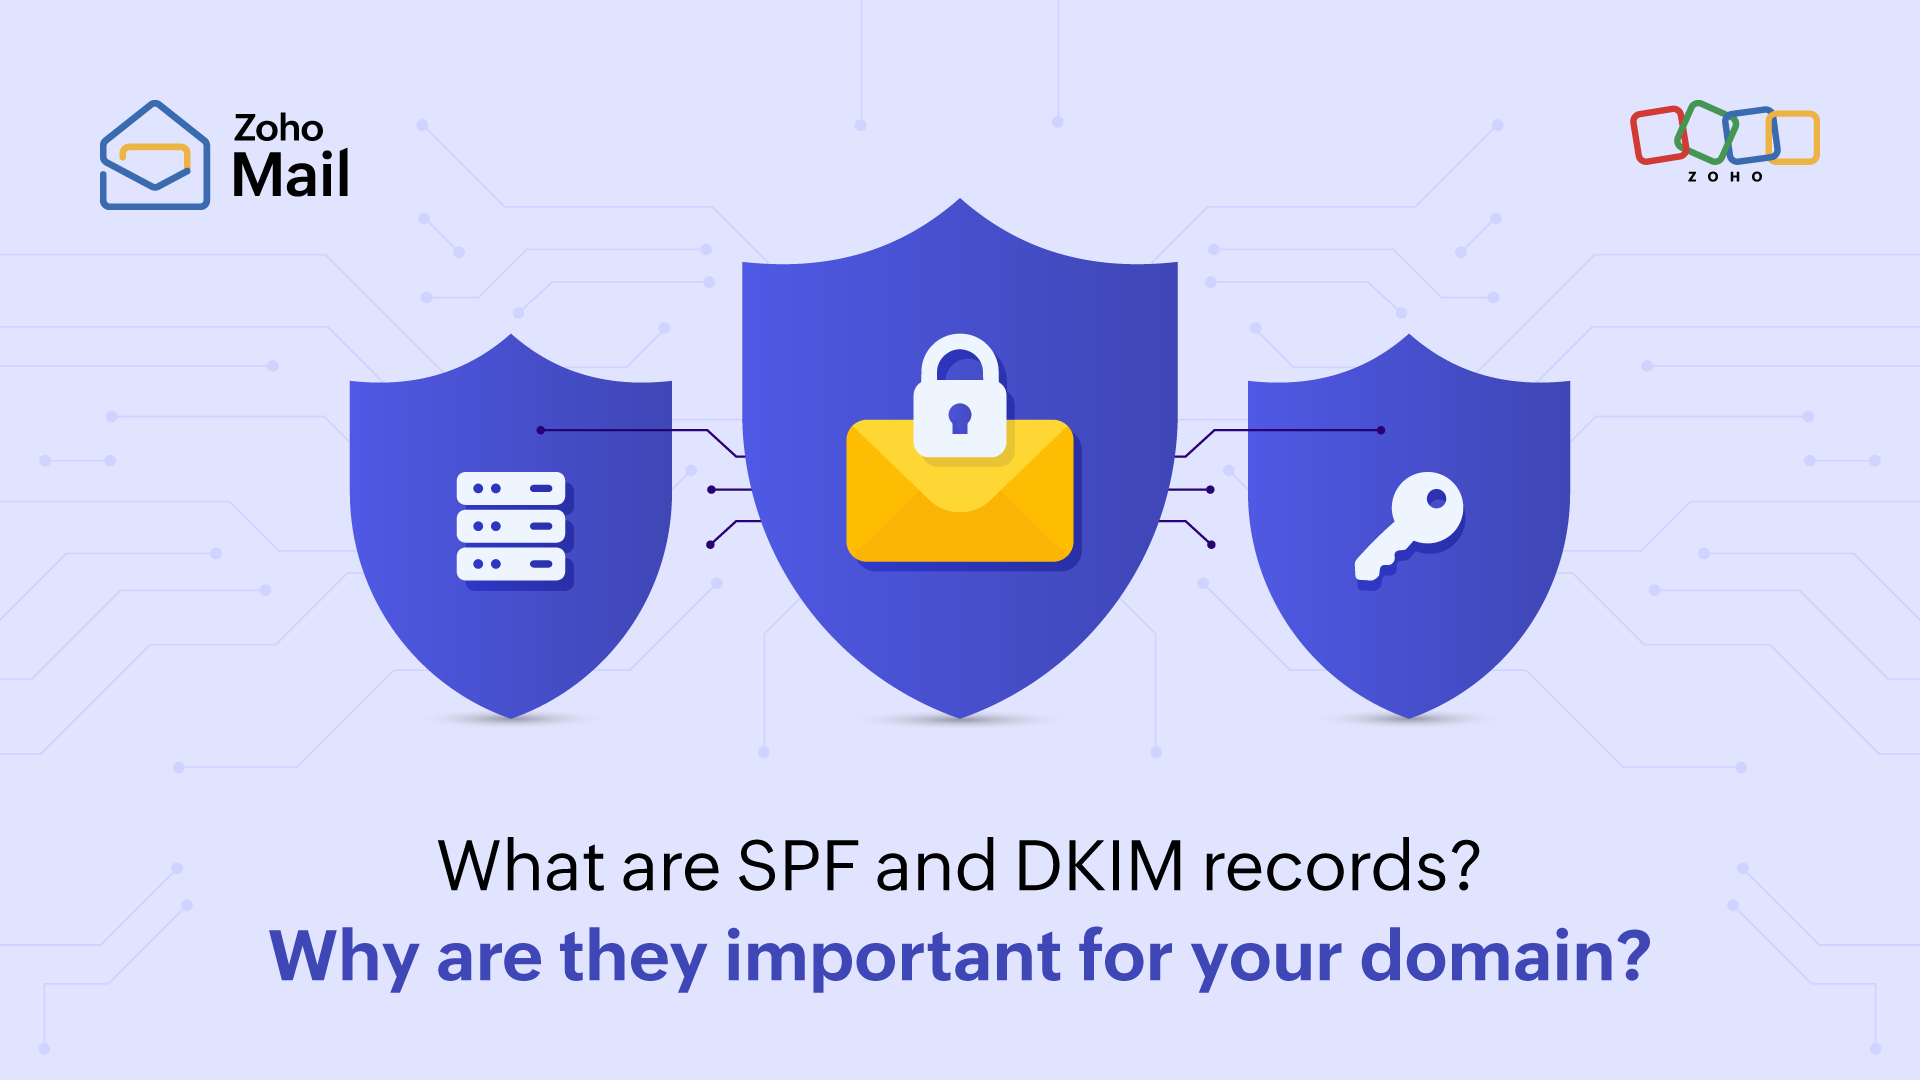 Zoho
Mail
ZOHO
What are SPF and DKIM records?
Why are they important for your domain?